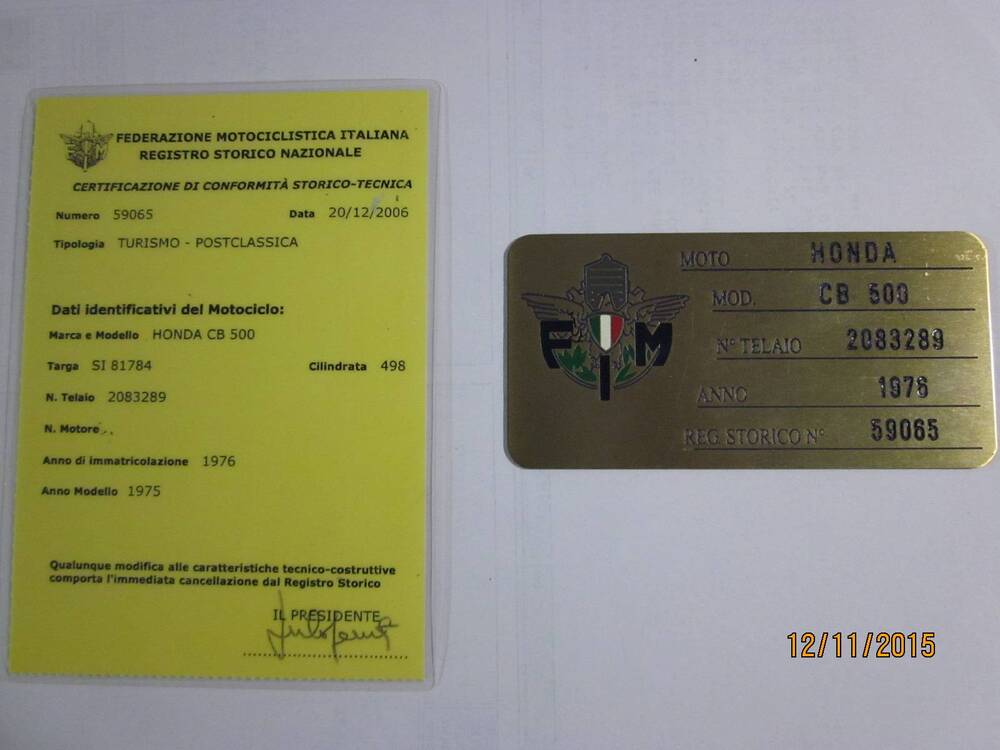 FEDERAZIONE MOTOCICLISTICA ITALIANA
REGISTRO STORICO NAZIONALE
CERTIFICAZIONE DI CONFORMITÀ STORICO-TECNICA
Numero 59065 Data 20/12/2006
Tipologia TURISMO - POSTCLASSICA
Dati identificativi del Motociclo:
Marca e Modello HONDA CB 500
Targa SI 81784 Cilindrata 498
N. Telaio 2083289
N. Motore
Anno di immatricolazione 1976
Anno Modello 1975
Qualunque modifica alle caratteristiche tecnico-costruttive
comporta l'immediata cancellazione dal Registro Storico
IL PRESIDENTE
FIM
MOTO HONDA
MOD. CB 500
N° TELAIO 2083289
ANNO 1976
REG. STORICO N° 59065
12/11/2015